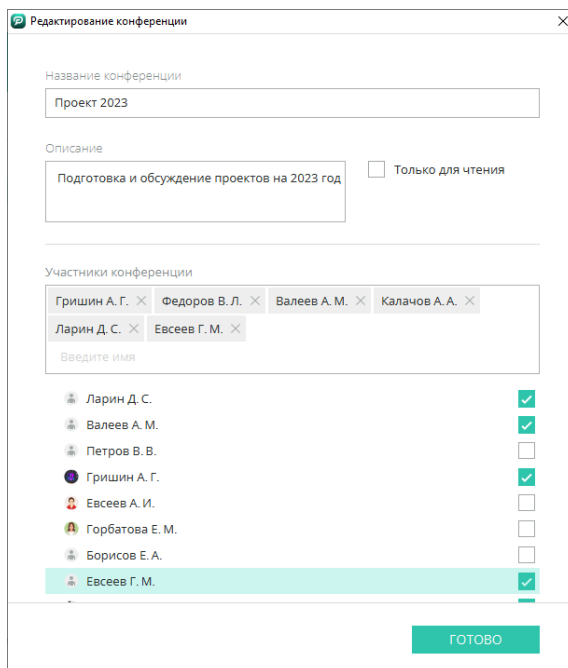 Редактирование конференции
Название конференции
Проект 2023
Описание
Подготовка и обсуждение проектов на 2023 год
Только для чтения
Участники конференции
Гришин А. Г. Федоров В. Л. Валеев А. М. Калачов А. А.
Ларин Д. С. Евсеев Г. М.
Введите имя
Ларин Д. С.
Валеев А. М.
Петров В. В.
Гришин А. Г.
Евсеев А. И.
Горбатова Е. М.
Борисов Е. А.
Евсеев Г. М.
ГОТОВО